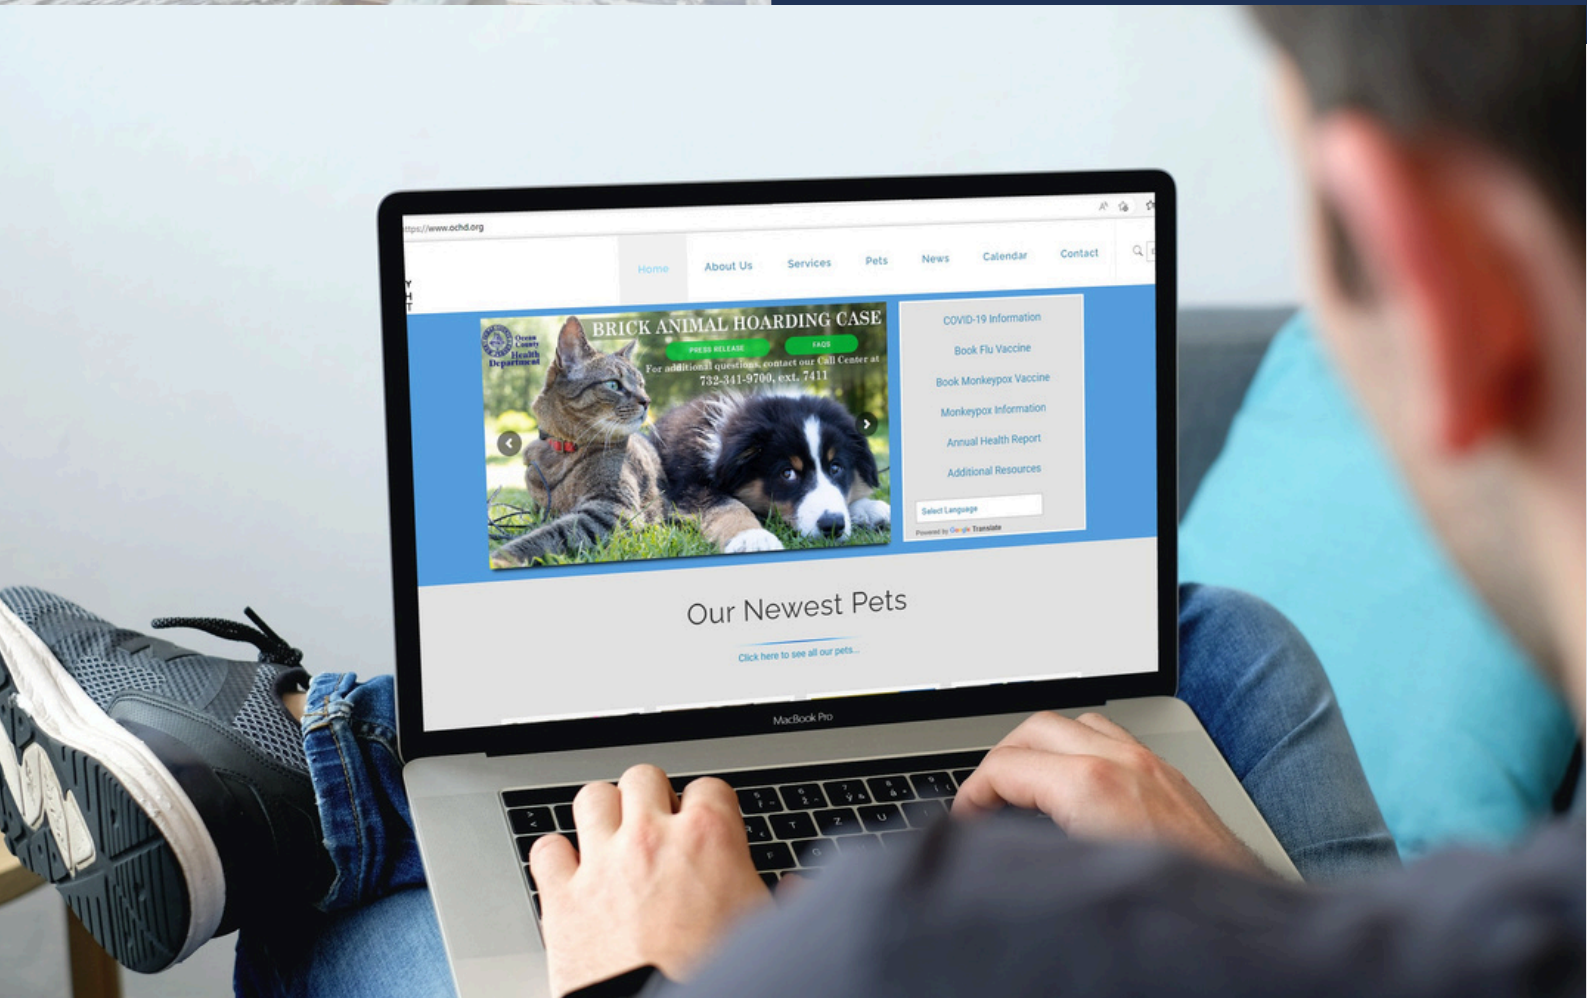 https://www.ochd.org
Y
H
T
Home About Us Services Pets News Calendar Contact
Ocean
County
Health
Department
BRICK ANIMAL HOARDING CASE
PRESS RELEASE FAQS
For additional questions, contact our Call Center at
732-341-9700, ext. 7411
COVID-19 Information
Book Flu Vaccine
Book Monkeypox Vaccine
Monkeypox Information
Annual Health Report
Additional Resources
Select Language
Powered by Google Translate
Our Newest Pets
Click here to see all our pets...
MacBook Pro